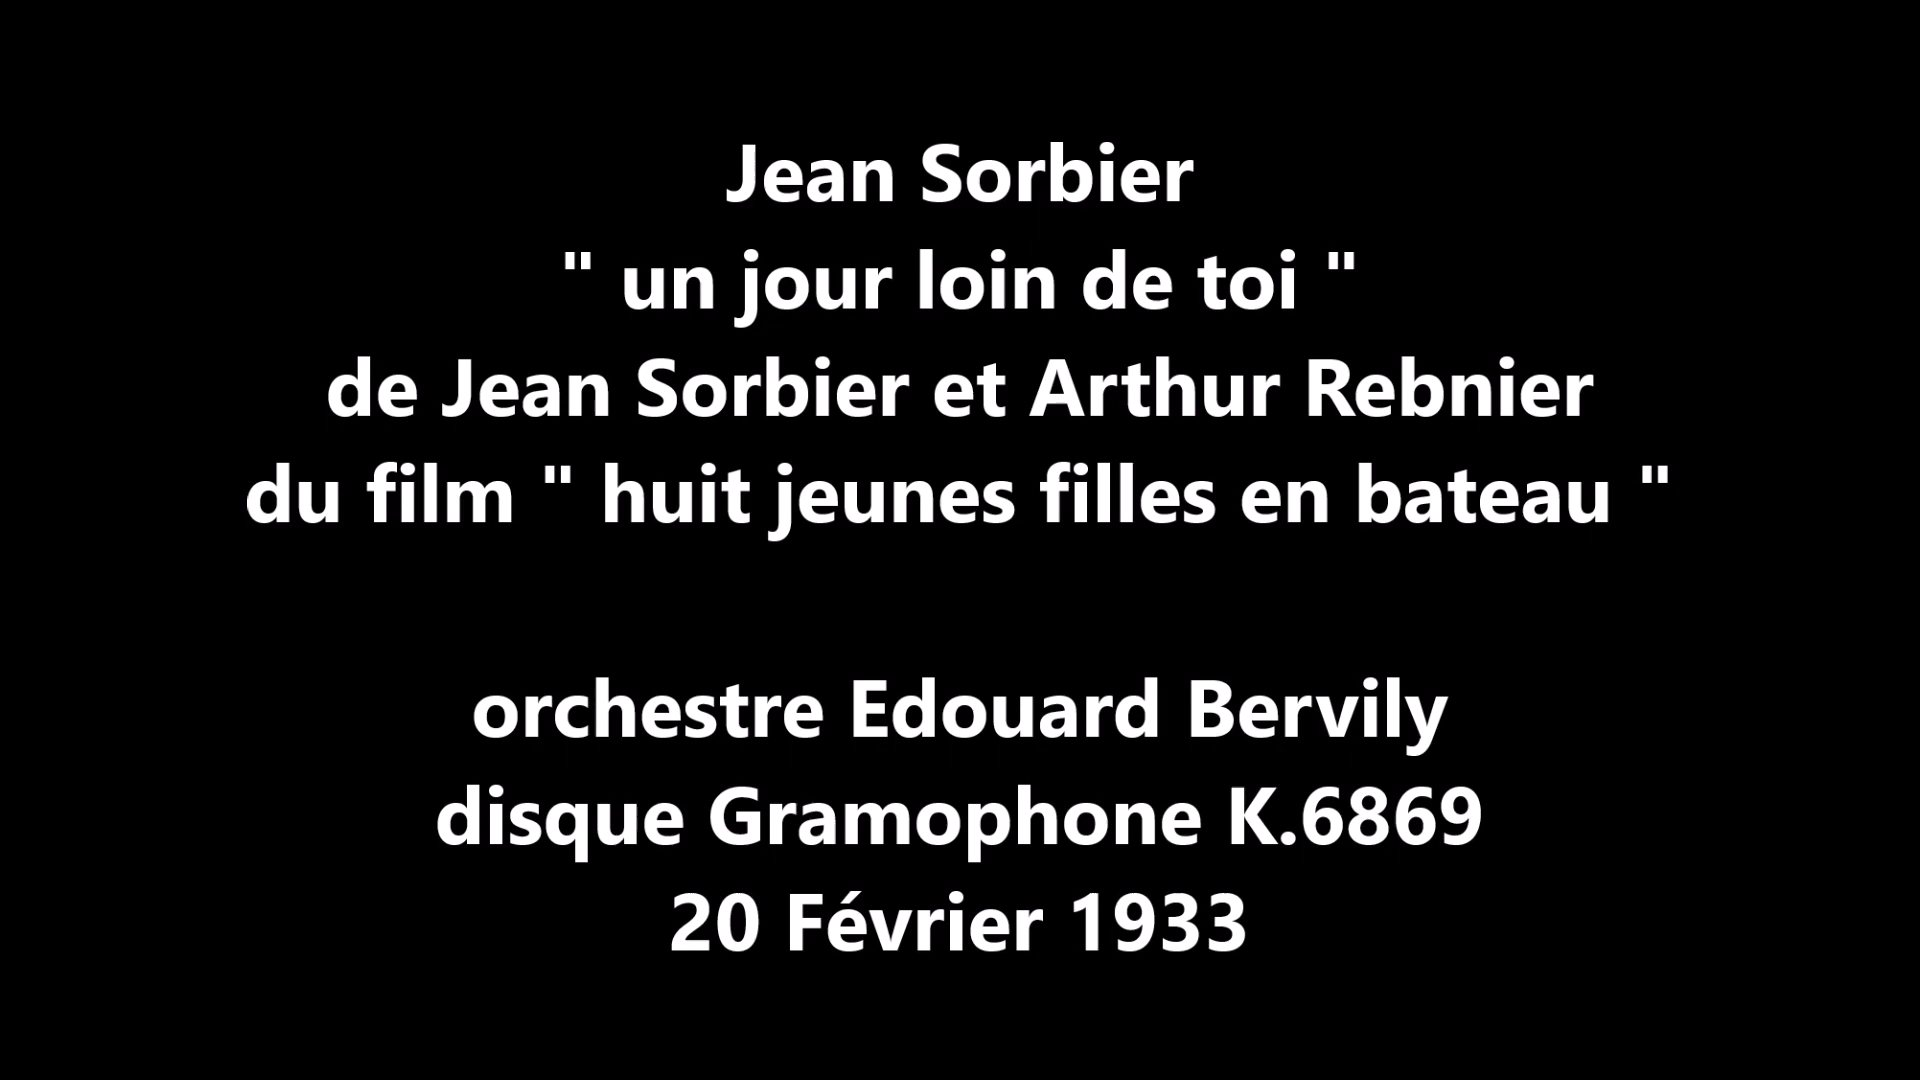 Jean Sorbier
" un jour loin de toi "
de Jean Sorbier et Arthur Rebnier
du film " huit jeunes filles en bateau "
orchestre Edouard Bervily
disque Gramophone K.6869
20 Février 1933